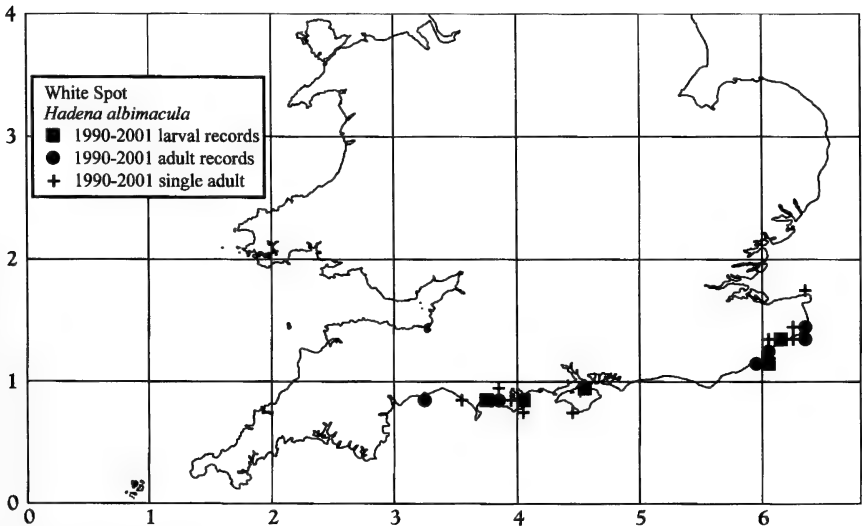 4
White Spot
Hadena albimacula
1990-2001 larval records
3
1990-2001 adult records
+ 1990-2001 single adult
2
1
0
0 1 2 3 4 5 6